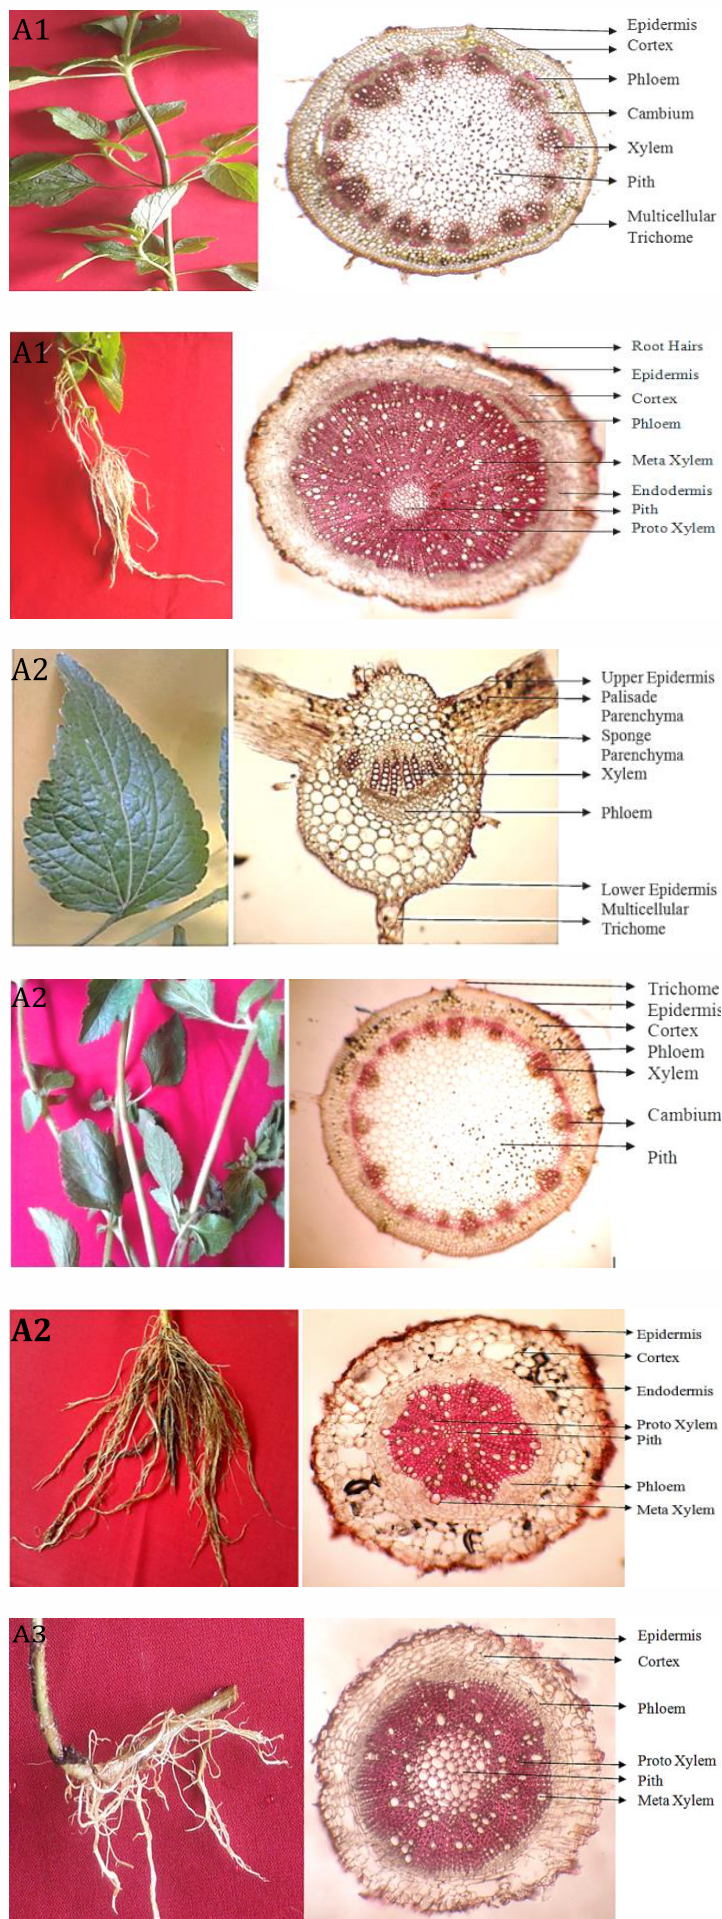 A1
Epidermis
Cortex
Phloem
Cambium
Xylem
Pith
Multicellular
Trichome
A1
Root Hairs
Epidermis
Cortex
Phloem
Meta Xylem
Endodermis
Pith
Proto Xylem
A2
Upper Epidermis
Palisade
Parenchyma
Sponge
Parenchyma
Xylem
Phloem
Lower Epidermis
Multicellular
Trichome
A2
Trichome
Epidermis
Cortex
Phloem
Xylem
Cambium
Pith
A2
Epidermis
Cortex
Endodermis
Proto Xylem
Pith
Phloem
Meta Xylem
A3
Epidermis
Cortex
Phloem
Proto Xylem
Pith
Meta Xylem